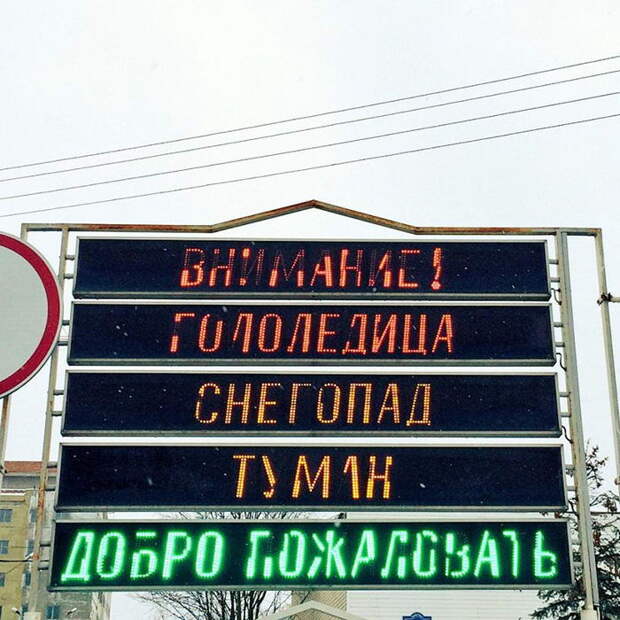 ВНИМАНИЕ!
ГОЛОЛЕДИЦА
СНЕГОПАД
ТУМАН
ДОБРО ПОЖАЛОВАТЬ